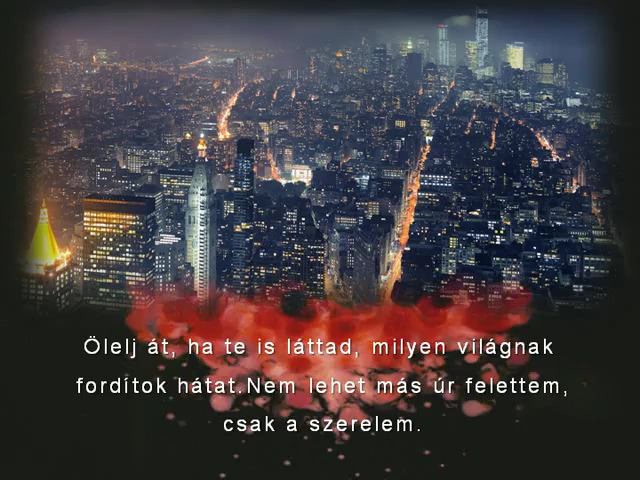 Ölelj át, ha te is láttad, milyen világnak
fordítok hátat.Nem lehet más úr felettem,
csak a szerelem.